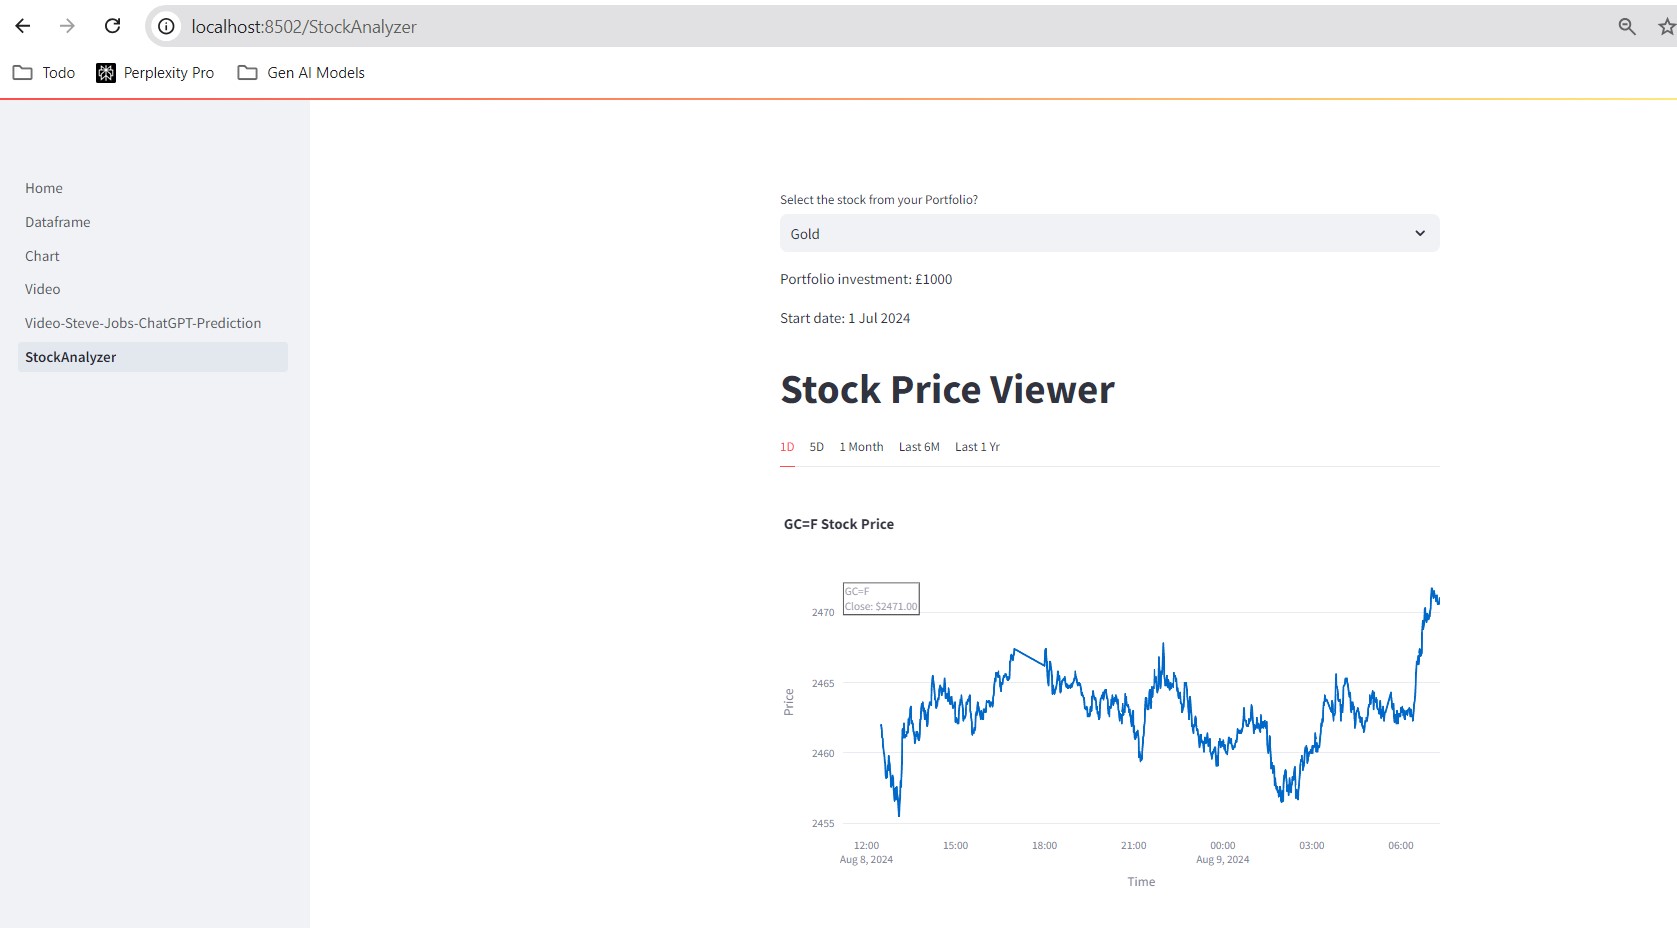 localhost:8502/StockAnalyzer
Todo Perplexity Pro Gen AI Models
Home
Dataframe
Chart
Video
Video-Steve-Jobs-ChatGPT-Prediction
StockAnalyzer
Select the stock from your Portfolio?
Gold
Portfolio investment: £1000
Start date: 1 Jul 2024
Stock Price Viewer
1D 5D 1 Month Last 6M Last 1 Yr
GC=F Stock Price
GC=F
Close: $2471.00
2470
2465
2460
2455
Price
12:00 15:00 18:00 21:00 00:00 03:00 06:00
Aug 8, 2024 Aug 9, 2024
Time